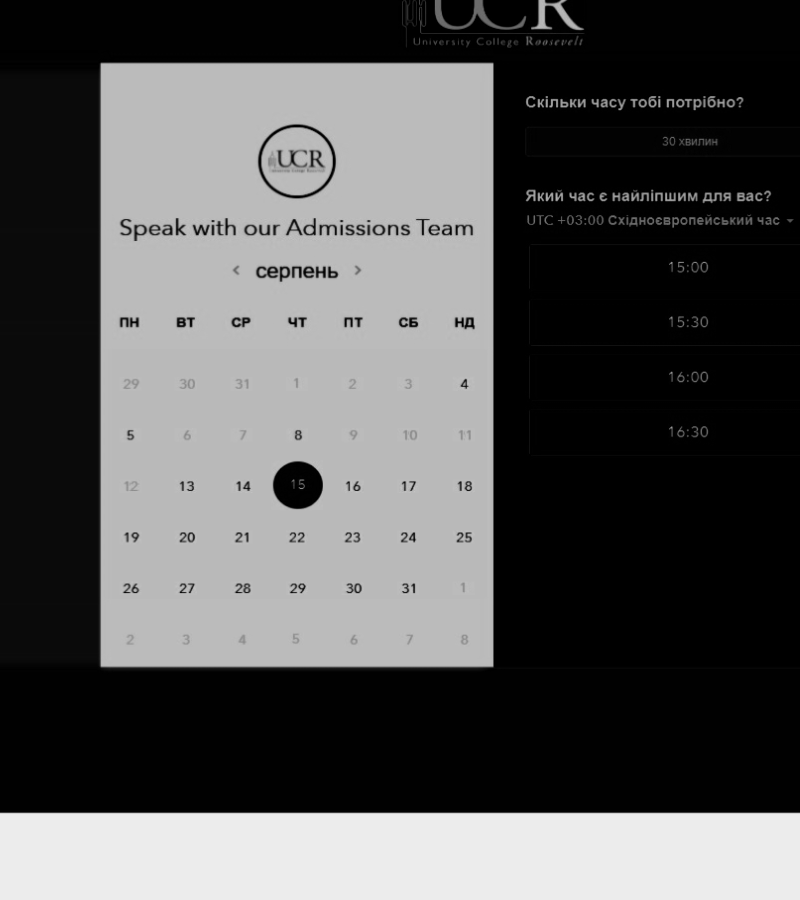 UCR
University College Roosevelt
UCR
Speak with our Admissions Team
< серпень >
ПН ВТ СР ЧТ ПТ СБ НД
29 30 31 1 2 3 4
5 6 7 8 9 10 11
12 13 14 15 16 17 18
19 20 21 22 23 24 25
26 27 28 29 30 31 1
2 3 4 5 6 7 8
Скільки часу тобі потрібно?
30 хвилин
Який час є найліпшим для вас?
UTC +03:00 Східноєвропейський час
15:00
15:30
16:00
16:30